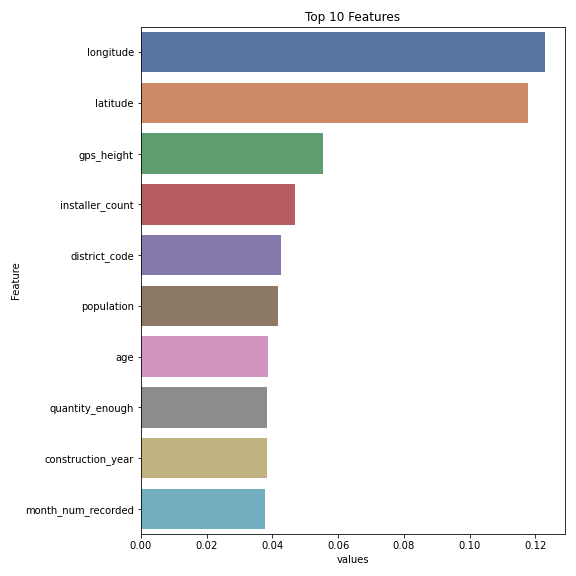 Top 10 Features
longitude
latitude
gps_height
installer_count
district_code
population
age
quantity_enough
construction_year
month_num_recorded
Feature
0.00 0.02 0.04 0.06 0.08 0.10 0.12
values